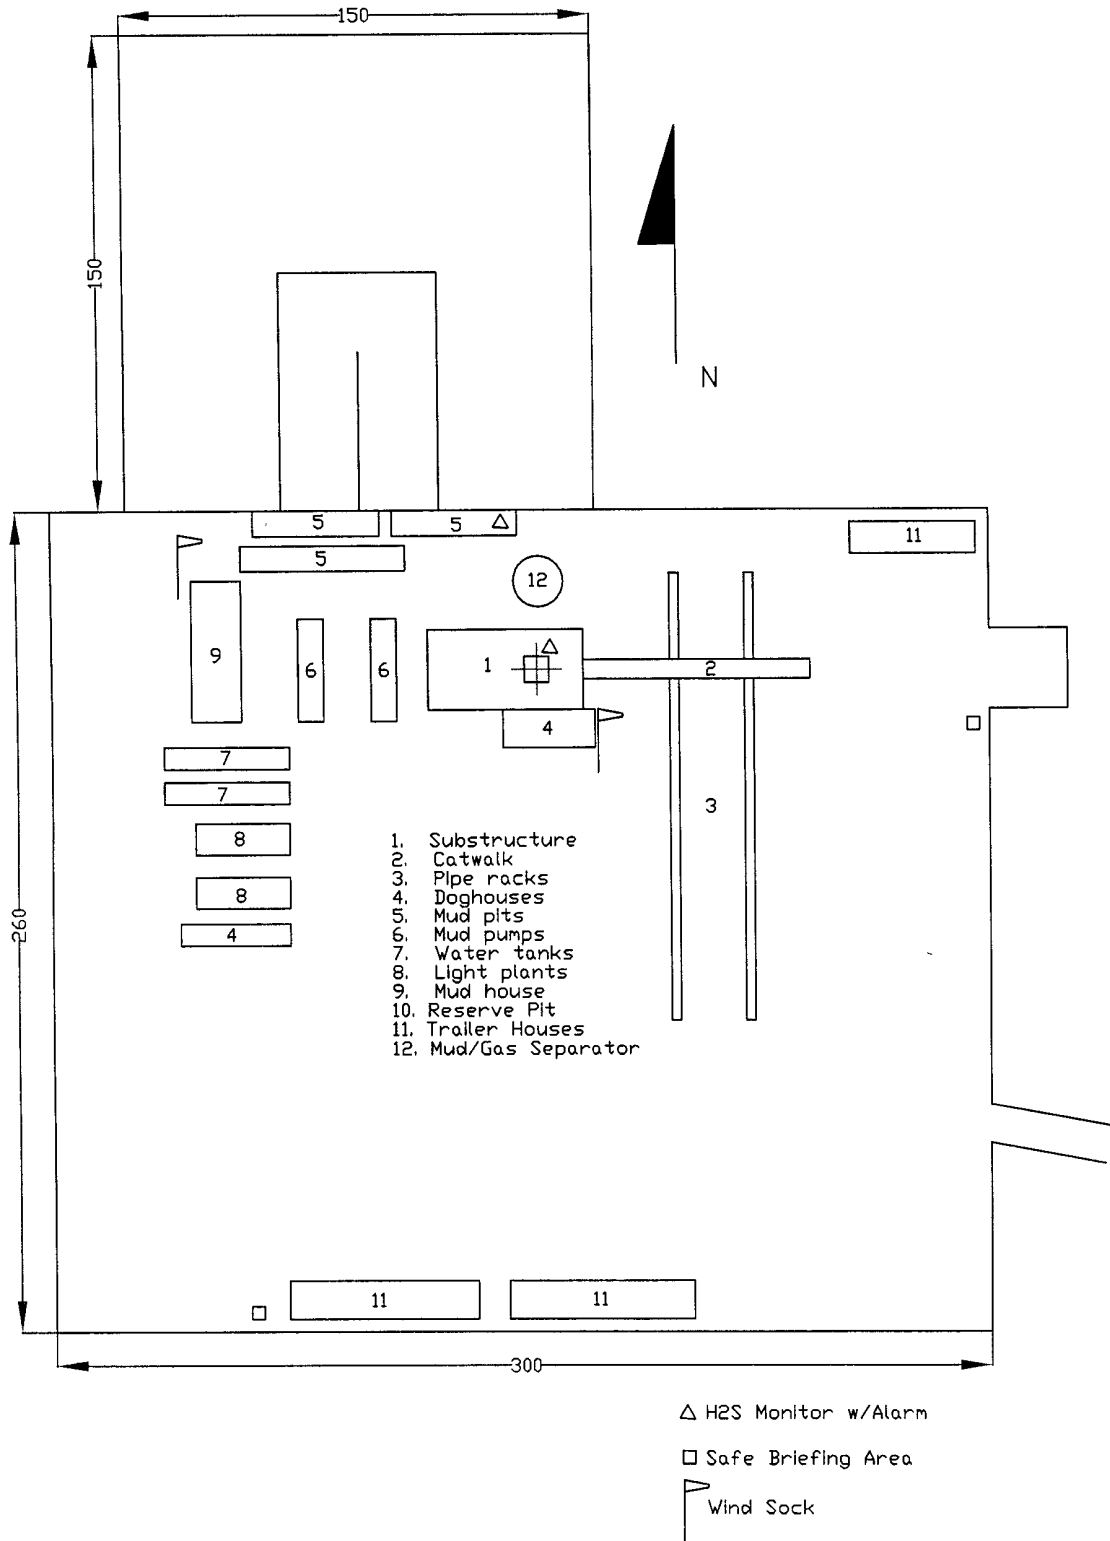 150
150
N
5
5
11
5
12
9
6
6
1
2
4
7
7
3
8
8
4
1. Substructure
2. Catwalk
3. Pipe racks
4. Doghouses
5. Mud pits
6. Mud pumps
7. Water tanks
8. Light plants
9. Mud house
10. Reserve Pit
11. Trailer Houses
12. Mud/Gas Separator
260
11
11
300
H2S Monitor w/Alarm
Safe Briefing Area
Wind Sock